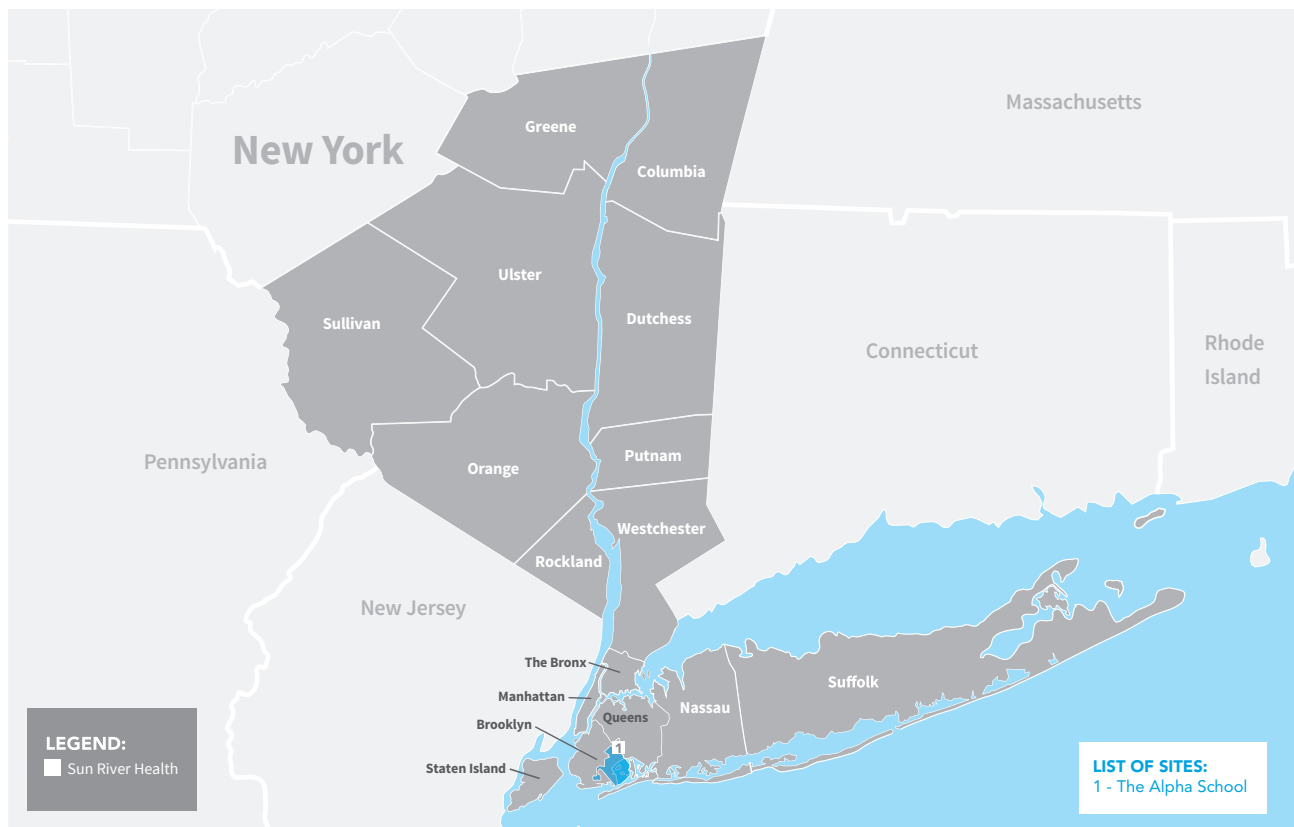 Massachusetts
Greene
New York
Columbia
Ulster
Sullivan
Dutchess
Connecticut
Rhode
Island
Pennsylvania
Putnam
Orange
Westchester
Rockland
New Jersey
The Bronx
Suffolk
Manhattan
Nassau
Queens
Brooklyn
1
Staten Island
LEGEND:
Sun River Health
LIST OF SITES:
1 - The Alpha School